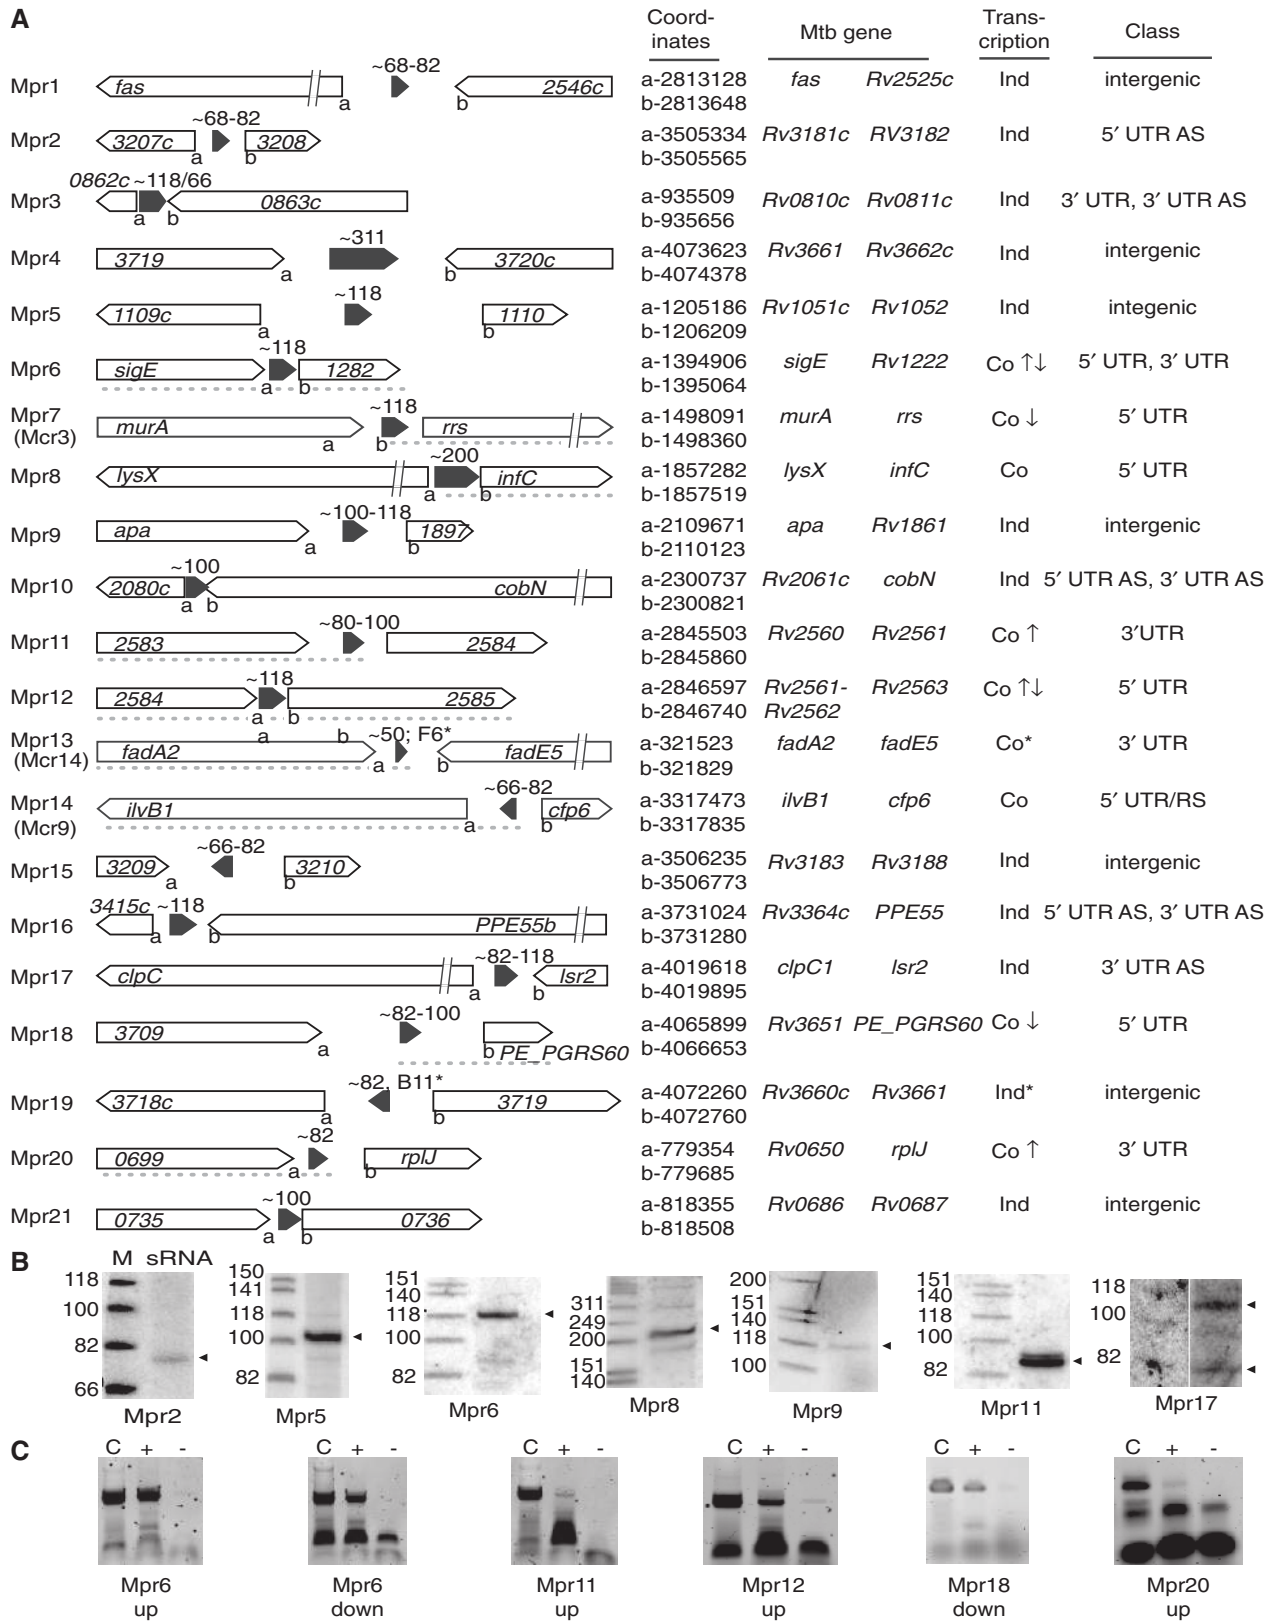 A
Coord-
inates
Mtb gene
Trans-
cription
Class
Mpr1
fas
a
~68-82
b
2546c
a-2813128
b-2813648
fas
Rv2525c
Ind
intergenic
Mpr2
3207c
a
~68-82
b
3208
a-3505334
b-3505565
Rv3181c
RV3182
Ind
5′ UTR AS
Mpr3
0862c
a
~118/66
b
0863c
a-935509
b-935656
Rv0810c
Rv0811c
Ind
3′ UTR, 3′ UTR AS
Mpr4
3719
a
~311
b
3720c
a-4073623
b-4074378
Rv3661
Rv3662c
Ind
intergenic
Mpr5
1109c
a
~118
b
1110
a-1205186
b-1206209
Rv1051c
Rv1052
Ind
integenic
Mpr6
sigE
a
~118
b
1282
a-1394906
b-1395064
sigE
Rv1222
Co ↑↓
5′ UTR, 3′ UTR
Mpr7
(Mcr3)
murA
a
~118
b
rrs
a-1498091
b-1498360
murA
rrs
Co ↓
5′ UTR
Mpr8
lysX
a
~200
b
infC
a-1857282
b-1857519
lysX
infC
Co
5′ UTR
Mpr9
apa
a
~100-118
b
1897
a-2109671
b-2110123
apa
Rv1861
Ind
intergenic
Mpr10
2080c
a
~100
b
cobN
a-2300737
b-2300821
Rv2061c
cobN
Ind
5′ UTR AS, 3′ UTR AS
Mpr11
2583
~80-100
2584
a-2845503
b-2845860
Rv2560
Rv2561
Co ↑
3′UTR
Mpr12
2584
a
~118
b
2585
a-2846597
b-2846740
Rv2561-
Rv2562
Rv2563
Co ↑↓
5′ UTR
Mpr13
(Mcr14)
a
b
fadA2
a
~50; F6*
b
fadE5
a-321523
b-321829
fadA2
fadE5
Co*
3′ UTR
Mpr14
(Mcr9)
ilvB1
a
~66-82
b
cfp6
a-3317473
b-3317835
ilvB1
cfp6
Co
5′ UTR/RS
Mpr15
3209
a
~66-82
b
3210
a-3506235
b-3506773
Rv3183
Rv3188
Ind
intergenic
Mpr16
3415c
a
~118
b
PPE55b
a-3731024
b-3731280
Rv3364c
PPE55
Ind
5′ UTR AS, 3′ UTR AS
Mpr17
clpC
a
~82-118
b
lsr2
a-4019618
b-4019895
clpC1
lsr2
Ind
3′ UTR AS
Mpr18
3709
a
~82-100
b
PE_PGRS60
a-4065899
b-4066653
Rv3651
PE_PGRS60
Co ↓
5′ UTR
Mpr19
3718c
a
~82, B11*
b
3719
a-4072260
b-4072760
Rv3660c
Rv3661
Ind*
intergenic
Mpr20
0699
a
~82
b
rplJ
a-779354
b-779685
Rv0650
rplJ
Co ↑
3′ UTR
Mpr21
0735
a
~100
b
0736
a-818355
b-818508
Rv0686
Rv0687
Ind
intergenic
B
M sRNA
118
100
82
66
Mpr2
150
141
118
100
82
Mpr5
151
140
118
100
82
Mpr6
311
249
200
151
140
Mpr8
200
151
140
118
100
Mpr9
151
140
118
100
82
Mpr11
118
100
82
Mpr17
C
C + -
Mpr6
up
C + -
Mpr6
down
C + -
Mpr11
up
C + -
Mpr12
up
C + -
Mpr18
down
C + -
Mpr20
up